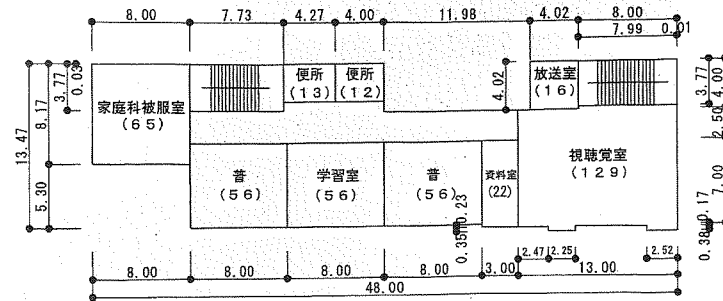 8.00 7.73 4.27 4.00 11.98 4.02 8.00
7.99 0.01
13.47 8.17 5.30 3.77 0.03
家庭科被服室
(65)
便所
(13)
便所
(12)
4.02
放送室
(16)
3.77 4.00
2.50
7.00
0.17
0.38
普
(56)
学習室
(56)
普
(56)
資料室
(22)
視聴覚室
(129)
0.23
0.35
2.47 2.25 2.52
8.00 8.00 8.00 8.00 3.00 13.00
48.00